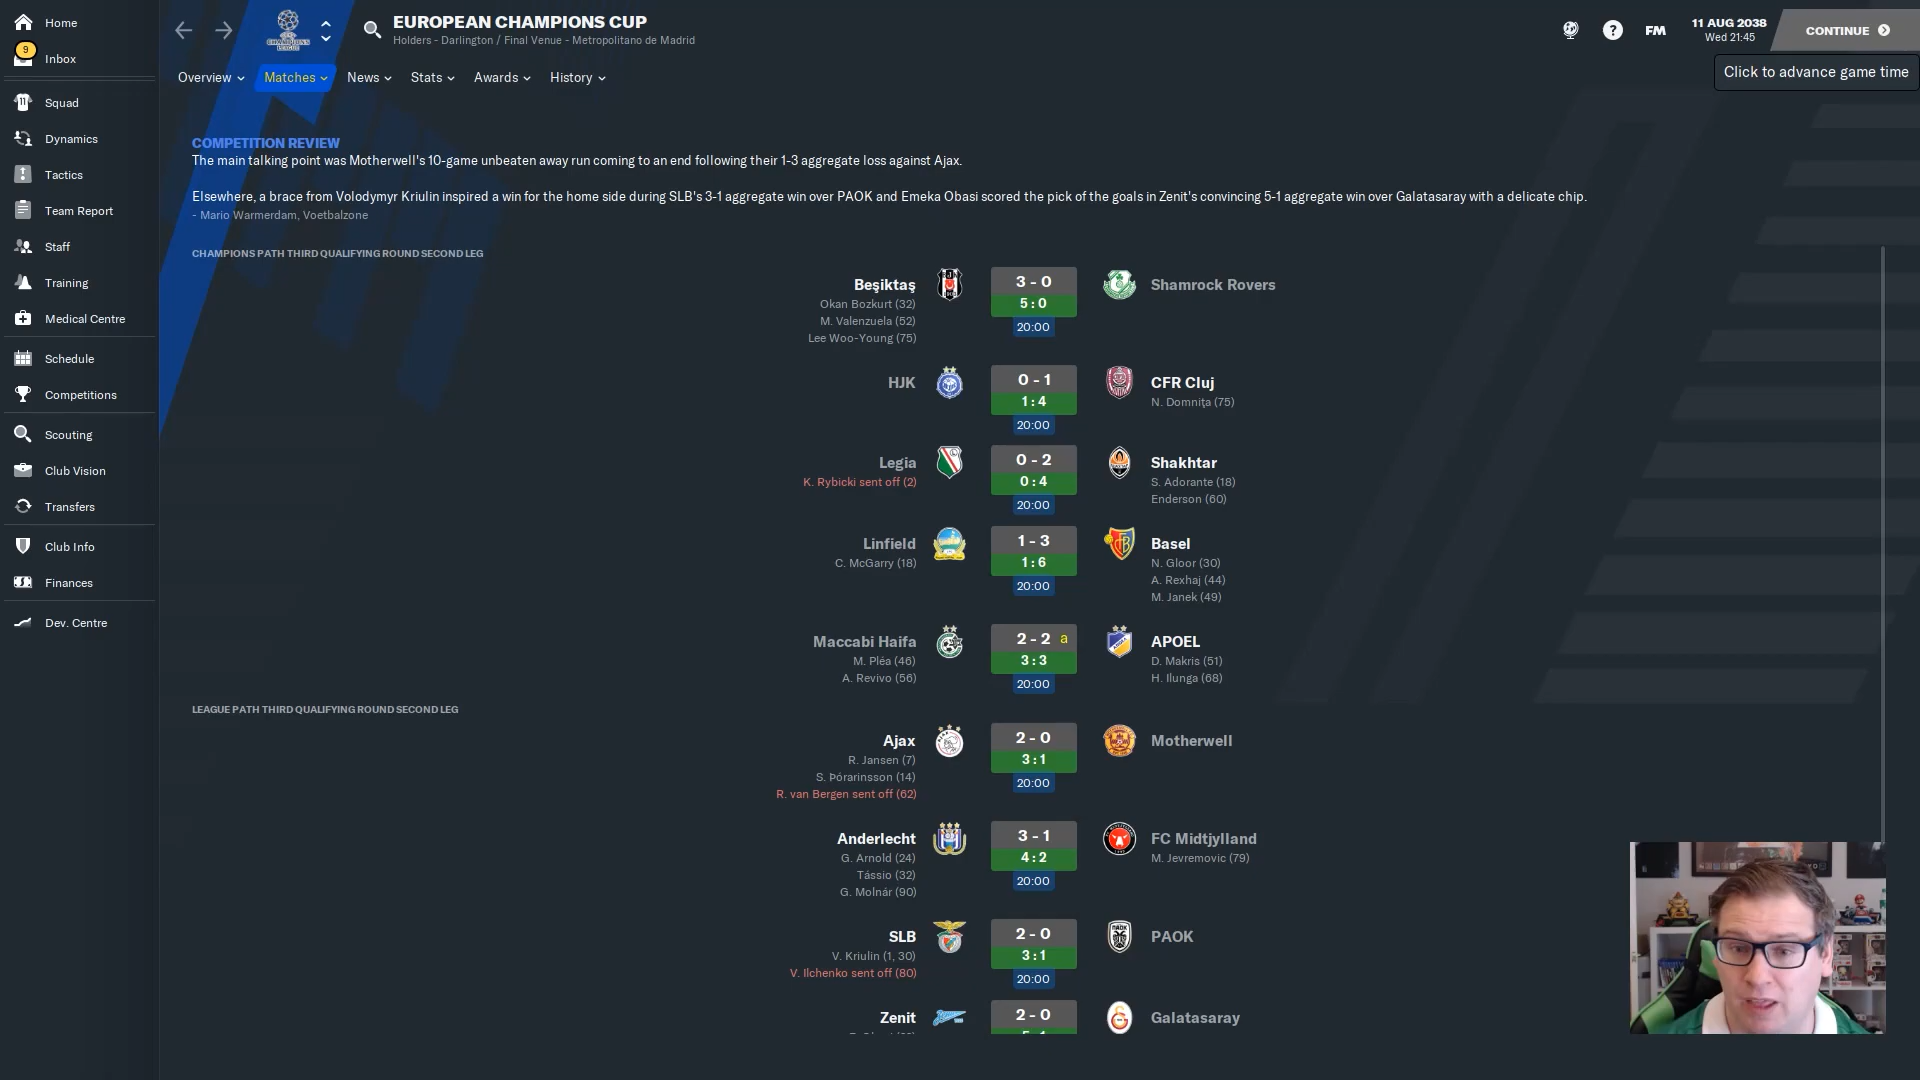 Home
EUROPEAN CHAMPIONS CUP
Holders - Darlington / Final Venue - Metropolitano de Madrid
CHAMPIONS
LEAGUE
?
FM
11 AUG 2038
Wed 21:45
CONTINUE
Click to advance game time
9
Inbox
Overview
Matches
News
Stats
Awards
History
Squad
Dynamics
Tactics
Team Report
Staff
Training
Medical Centre
Schedule
Competitions
Scouting
Club Vision
Transfers
Club Info
Finances
Dev. Centre
COMPETITION REVIEW
The main talking point was Motherwell's 10-game unbeaten away run coming to an end following their 1-3 aggregate loss against Ajax.
Elsewhere, a brace from Volodymyr Kriulin inspired a win for the home side during SLB's 3-1 aggregate win over PAOK and Emeka Obasi scored the pick of the goals in Zenit's convincing 5-1 aggregate win over Galatasaray with a delicate chip.
- Mario Warmerdam, Voetbalzone
CHAMPIONS PATH THIRD QUALIFYING ROUND SECOND LEG
Beşiktaş 3 - 0 Shamrock Rovers
Okan Bozkurt (32) 5 : 0
M. Valenzuela (52) 20:00
Lee Woo-Young (75)
HJK 0 - 1 CFR Cluj
1 : 4 N. Domniţa (75)
20:00
Legia 0 - 2 Shakhtar
K. Rybicki sent off (2) 0 : 4 S. Adorante (18)
20:00 Enderson (60)
Linfield 1 - 3 Basel
C. McGarry (18) 1 : 6 N. Gloor (30)
20:00 A. Rexhaj (44)
M. Janek (49)
Maccabi Haifa 2 - 2 a APOEL
M. Pléa (46) 3 : 3 D. Makris (51)
A. Revivo (56) 20:00 H. Ilunga (68)
LEAGUE PATH THIRD QUALIFYING ROUND SECOND LEG
Ajax 2 - 0 Motherwell
R. Jansen (7) 3 : 1
S. Þórarinsson (14) 20:00
R. van Bergen sent off (62)
Anderlecht 3 - 1 FC Midtjylland
G. Arnold (24) 4 : 2 M. Jevremovic (79)
Tássio (32) 20:00
G. Molnár (90)
SLB 2 - 0 PAOK
V. Kriulin (1, 30) 3 : 1
V. Ilchenko sent off (80) 20:00
Zenit 2 - 0 Galatasaray